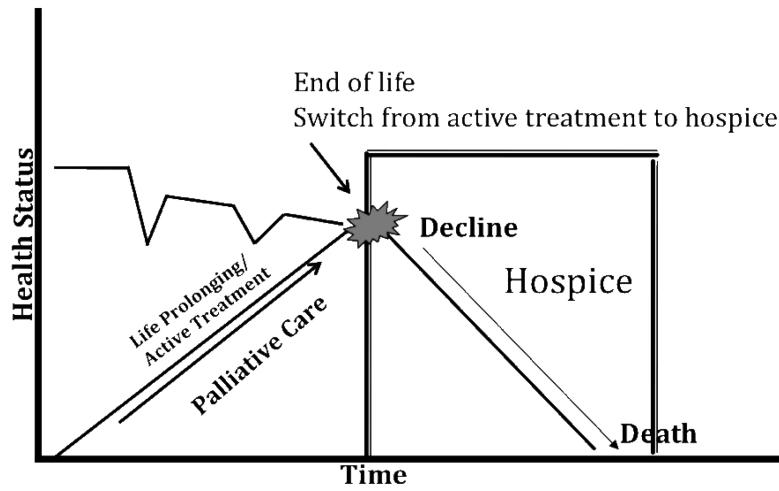 End of life
Switch from active treatment to hospice
Health Status
Decline
Hospice
Life Prolonging/
Active Treatment
Palliative Care
Death
Time